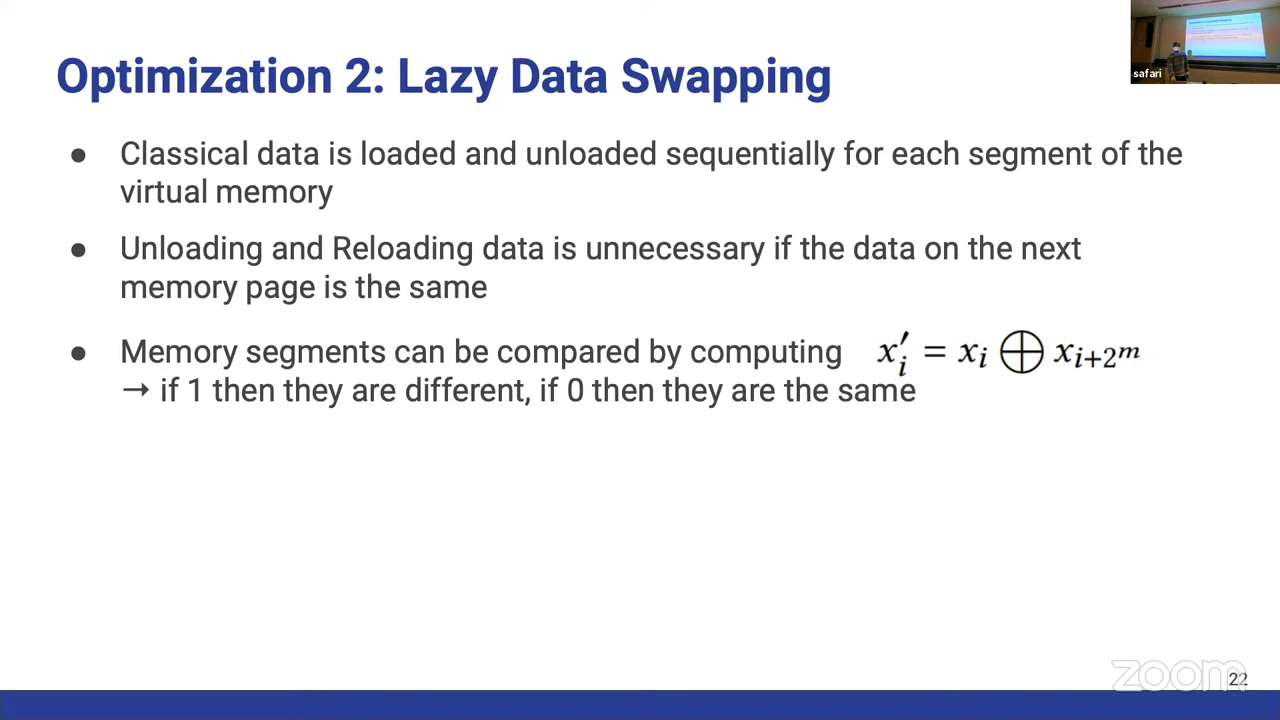 Optimization 2: Lazy Data Swapping
safari
● Classical data is loaded and unloaded sequentially for each segment of the
virtual memory
● Unloading and Reloading data is unnecessary if the data on the next
memory page is the same
● Memory segments can be compared by computing x′ᵢ = xᵢ ⊕ xᵢ₊₂ᵐ
→ if 1 then they are different, if 0 then they are the same
zoom
22